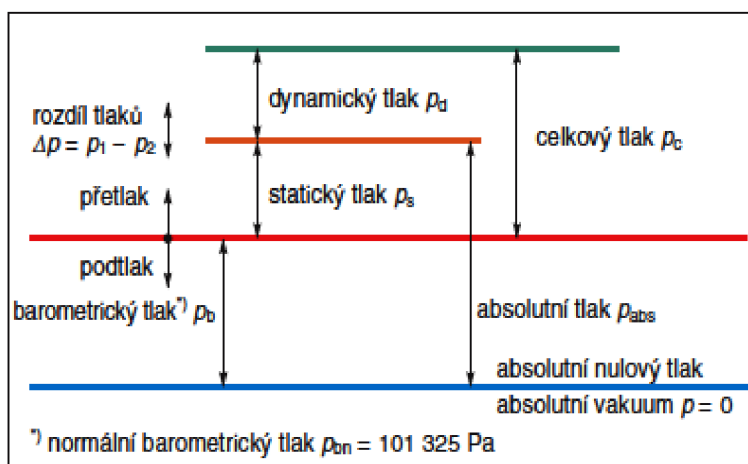 dynamický tlak pd
rozdíl tlaků
Δp = p1 – p2
celkový tlak pc
přetlak
statický tlak ps
podtlak
barometrický tlak*) pb
absolutní tlak pabs
absolutní nulový tlak
absolutní vakuum p = 0
*) normální barometrický tlak pbn = 101 325 Pa